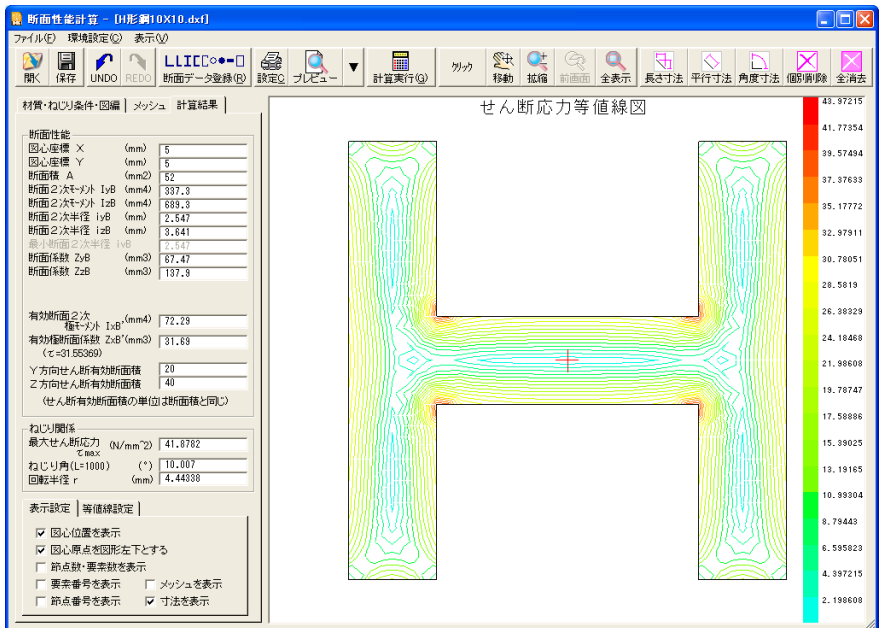 断面性能計算 - [H形鋼10X10.dxf]
ファイル(F) 環境設定(C) 表示(V)
開く 保存 UNDO REDO 断面データ登録(R) 設定C プレビュー 計算実行(G) クリック 移動 拡縮 前画面 全表示 長さ寸法 平行寸法 角度寸法 個別削除 全消去
材質・ねじり条件・図編 メッシュ 計算結果
断面性能
図心座標 X (mm) 5
図心座標 Y (mm) 5
断面積 A (mm2) 52
断面2次モーメント IyB (mm4) 337.3
断面2次モーメント IzB (mm4) 689.3
断面2次半径 iyB (mm) 2.547
断面2次半径 izB (mm) 3.641
最小断面2次半径 IvB 2.547
断面係数 ZyB (mm3) 67.47
断面係数 ZzB (mm3) 137.9
有効断面2次
極モーメント IxB' (mm4) 72.29
有効極断面係数 ZxB'(mm3) 31.69
(τ=31.55369)
Y方向せん断有効断面積 20
Z方向せん断有効断面積 40
(せん断有効断面積の単位は断面積と同じ)
ねじり関係
最大せん断応力 (N/mm^2) 41.8782
τmax
ねじり角(L=1000) (°) 10.007
回転半径 r (mm) 4.44338
表示設定 等値線設定
図心位置を表示
図心原点を図形左下とする
節点数・要素数を表示
要素番号を表示 メッシュを表示
節点番号を表示 寸法を表示
せん断応力等値線図
43.97215
41.77354
39.57494
37.37633
35.17772
32.97911
30.78051
28.5819
26.38329
24.18468
21.98608
19.78747
17.58886
15.39025
13.19165
10.99304
8.79443
6.595823
4.397215
2.198608